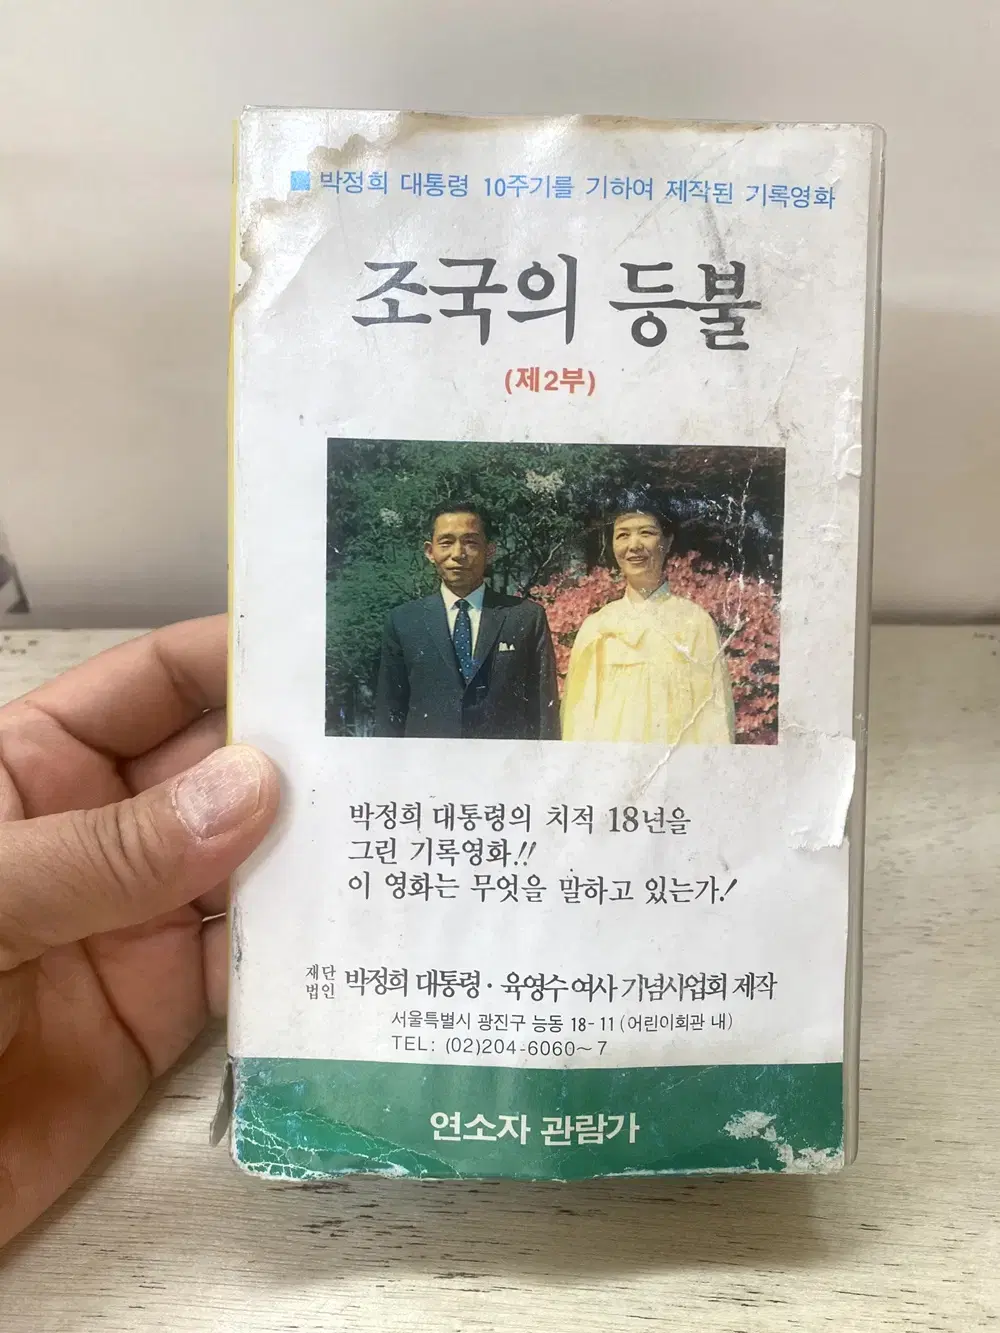 ■ 박정희 대통령 10주기를 기하여 제작된 기록영화
조국의 등불
(제2부)
박정희 대통령의 치적 18년을
그린 기록영화!!
이 영화는 무엇을 말하고 있는가!
재단법인 박정희 대통령·육영수 여사 기념사업회 제작
서울특별시 광진구 능동 18-11 (어린이회관 내)
TEL: (02)204-6060~7
연소자 관람가